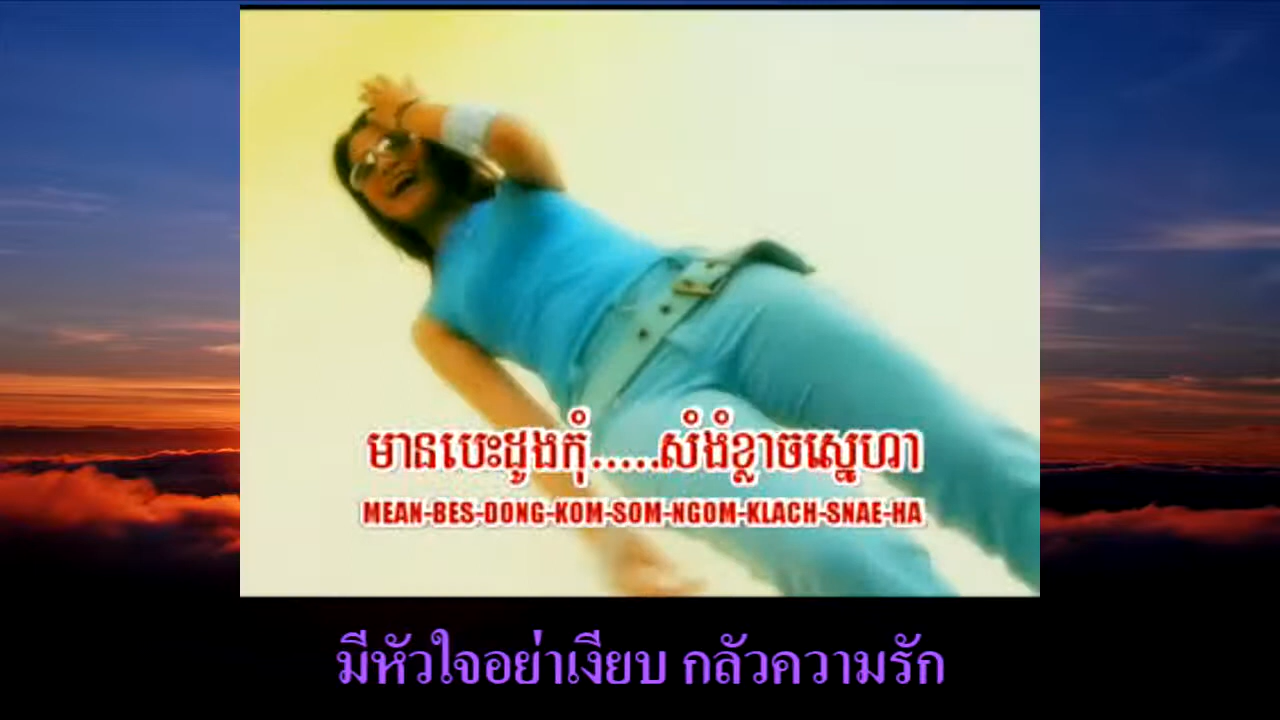 មានបេះដូងកុំ.....សំងំខ្លាចស្នេហា
MEAN-BES-DONG-KOM-SOM-NGOM-KLACH-SNAE-HA
มีหัวใจอย่าเงียบ กลัวความรัก